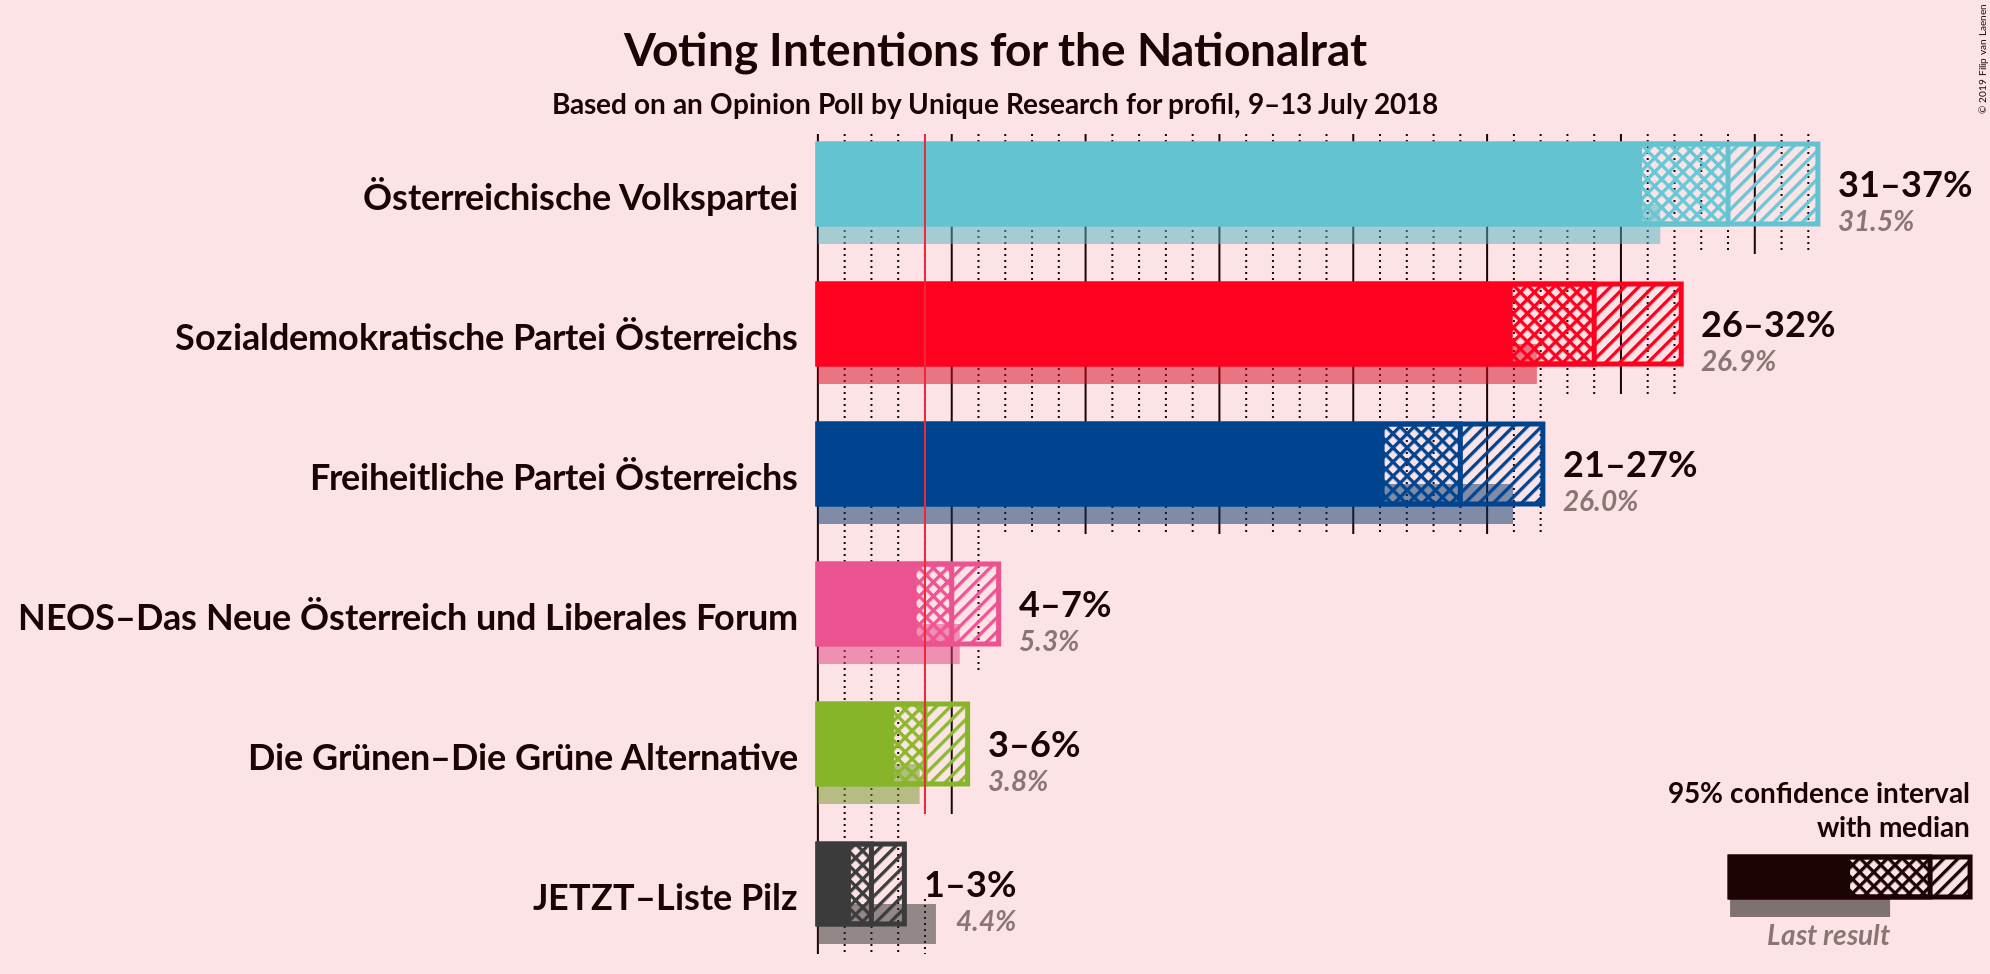 Voting Intentions for the Nationalrat
Based on an Opinion Poll by Unique Research for profil, 9–13 July 2018
© 2019 Filip van Laenen
Österreichische Volkspartei
31–37%
31.5%
Sozialdemokratische Partei Österreichs
26–32%
26.9%
Freiheitliche Partei Österreichs
21–27%
26.0%
NEOS–Das Neue Österreich und Liberales Forum
4–7%
5.3%
Die Grünen–Die Grüne Alternative
3–6%
3.8%
JETZT–Liste Pilz
1–3%
4.4%
95% confidence interval
with median
Last result